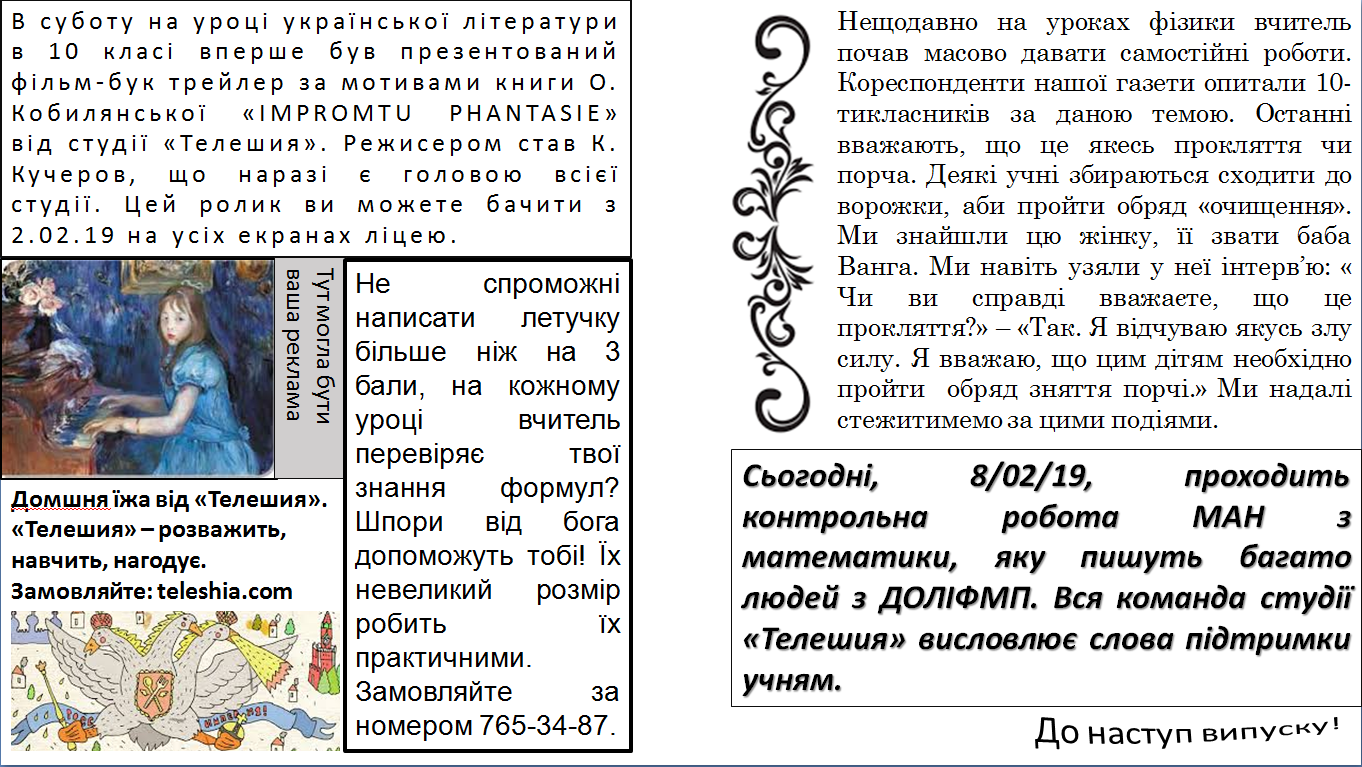 В суботу на уроці української літератури
в 10 класі вперше був презентований
фільм-бук трейлер за мотивами книги О.
Кобилянської «IMPROMTU PHANTASIE»
від студії «Телешия». Режисером став К.
Кучеров, що наразі є головою всієї
студії. Цей ролик ви можете бачити з
2.02.19 на усіх екранах ліцею.
Тут могла бути
ваша реклама
Домшня їжа від «Телешия».
«Телешия» – розважить,
навчить, нагодує.
Замовляйте: teleshia.com
Не спроможні
написати летучку
більше ніж на 3
бали, на кожному
уроці вчитель
перевіряє твої
знання формул?
Шпори від бога
допоможуть тобі! Їх
невеликий розмір
робить їх
практичними.
Замовляйте за
номером 765-34-87.
Нещодавно на уроках фізики вчитель
почав масово давати самостійні роботи.
Кореспонденти нашої газети опитали 10-
тикласників за даною темою. Останні
вважають, що це якесь прокляття чи
порча. Деякі учні збираються сходити до
ворожки, аби пройти обряд «очищення».
Ми знайшли цю жінку, її звати баба
Ванга. Ми навіть узяли у неї інтерв’ю: «
Чи ви справді вважаєте, що це
прокляття?» – «Так. Я відчуваю якусь злу
силу. Я вважаю, що цим дітям необхідно
пройти обряд зняття порчі.» Ми надалі
стежитимемо за цими подіями.
Сьогодні, 8/02/19, проходить
контрольна робота МАН з
математики, яку пишуть багато
людей з ДОЛІФМП. Вся команда студії
«Телешия» висловлює слова підтримки
учням.
До наступ випуску!